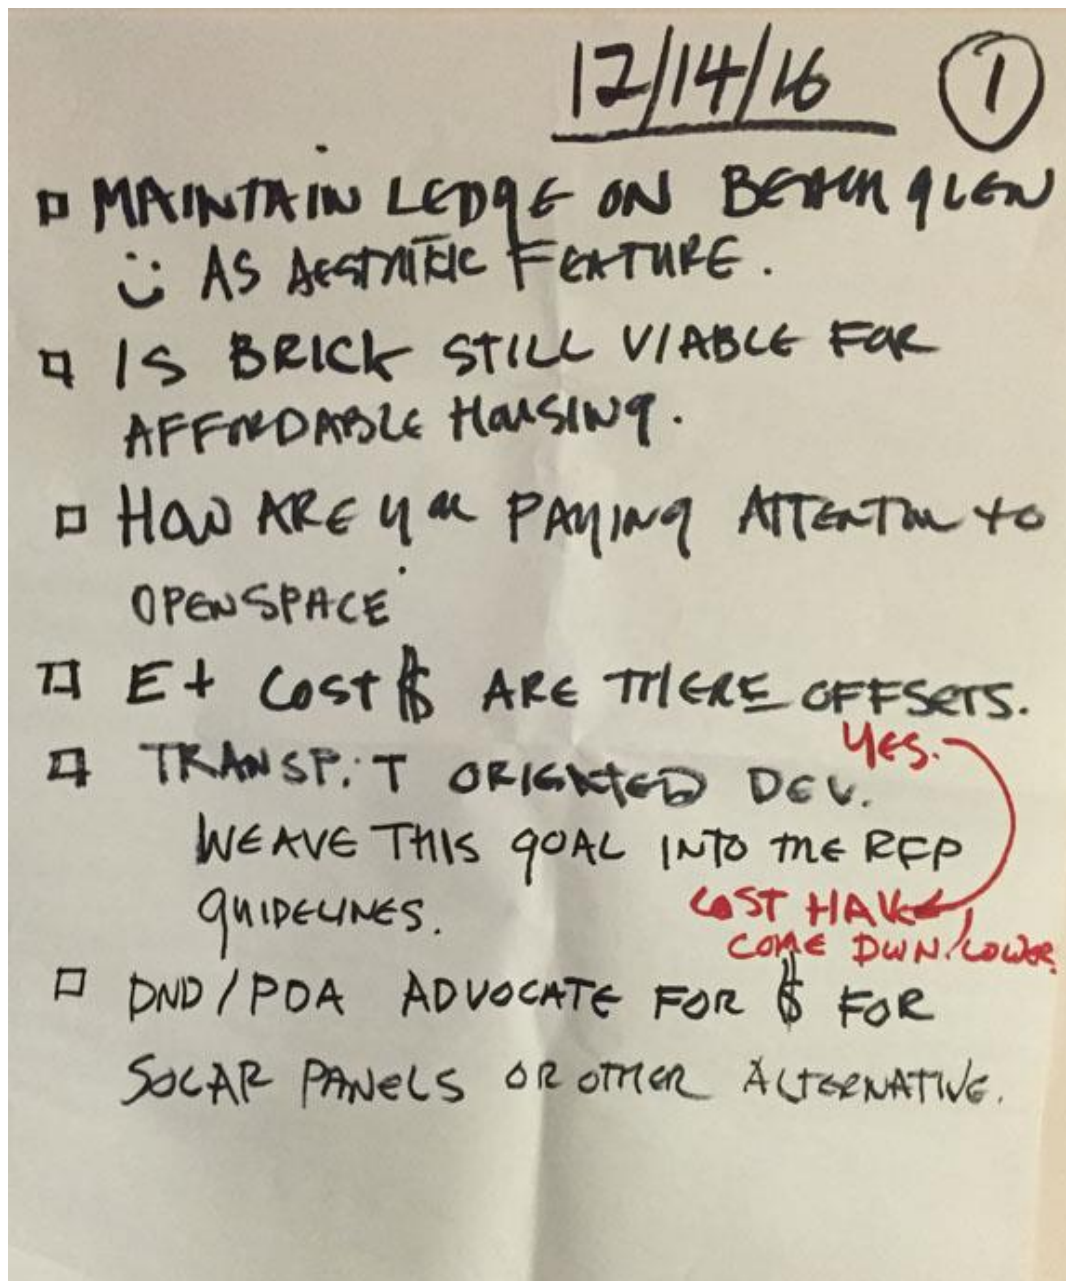 12/14/16 1
MAINTAIN LEDGE ON BEACH GLEN
AS AESTHETIC FEATURE.
IS BRICK STILL VIABLE FOR
AFFORDABLE HOUSING.
HOW ARE YOU PAYING ATTENTION TO
OPENSPACE
E+ COST $ ARE THERE OFFSETS.
YES.
TRANSP. T ORIENTED DEV.
WEAVE THIS GOAL INTO THE RFP
GUIDELINES.
COST HAVE
COME DWN/LOWER
DND/PDA ADVOCATE FOR $ FOR
SOLAR PANELS OR OTHER ALTERNATIVE.